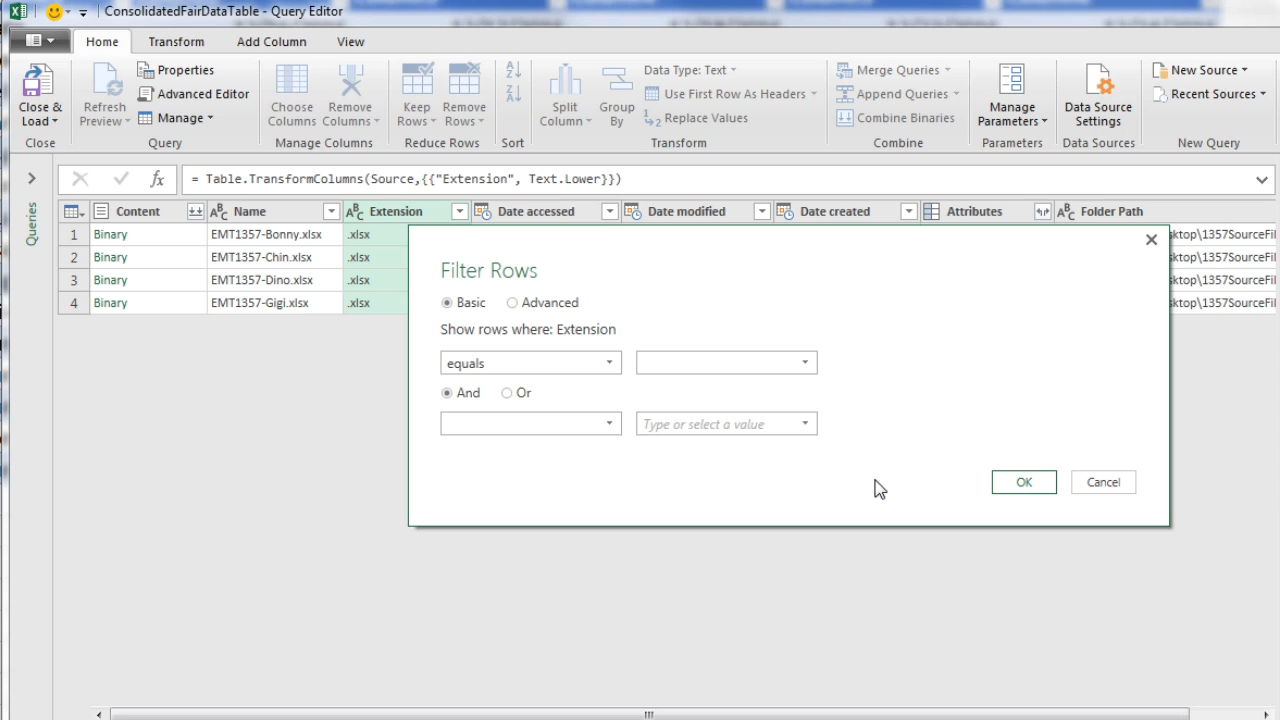 ConsolidatedFairDataTable - Query Editor
Home Transform Add Column View
Close & Load
Close
Refresh Preview
Properties
Advanced Editor
Manage
Query
Choose Columns
Remove Columns
Manage Columns
Keep Rows
Remove Rows
Reduce Rows
Sort
Split Column
Group By
Data Type: Text
Use First Row As Headers
Replace Values
Transform
Merge Queries
Append Queries
Combine Binaries
Combine
Manage Parameters
Parameters
Data Source Settings
Data Sources
New Source
Recent Sources
New Query
= Table.TransformColumns(Source,{{"Extension", Text.Lower}})
Queries
Content Name Extension Date accessed Date modified Date created Attributes Folder Path
1 Binary EMT1357-Bonny.xlsx .xlsx sktop\1357SourceFil
2 Binary EMT1357-Chin.xlsx .xlsx sktop\1357SourceFil
3 Binary EMT1357-Dino.xlsx .xlsx sktop\1357SourceFil
4 Binary EMT1357-Gigi.xlsx .xlsx sktop\1357SourceFil
Filter Rows
Basic Advanced
Show rows where: Extension
equals
And Or
Type or select a value
OK Cancel